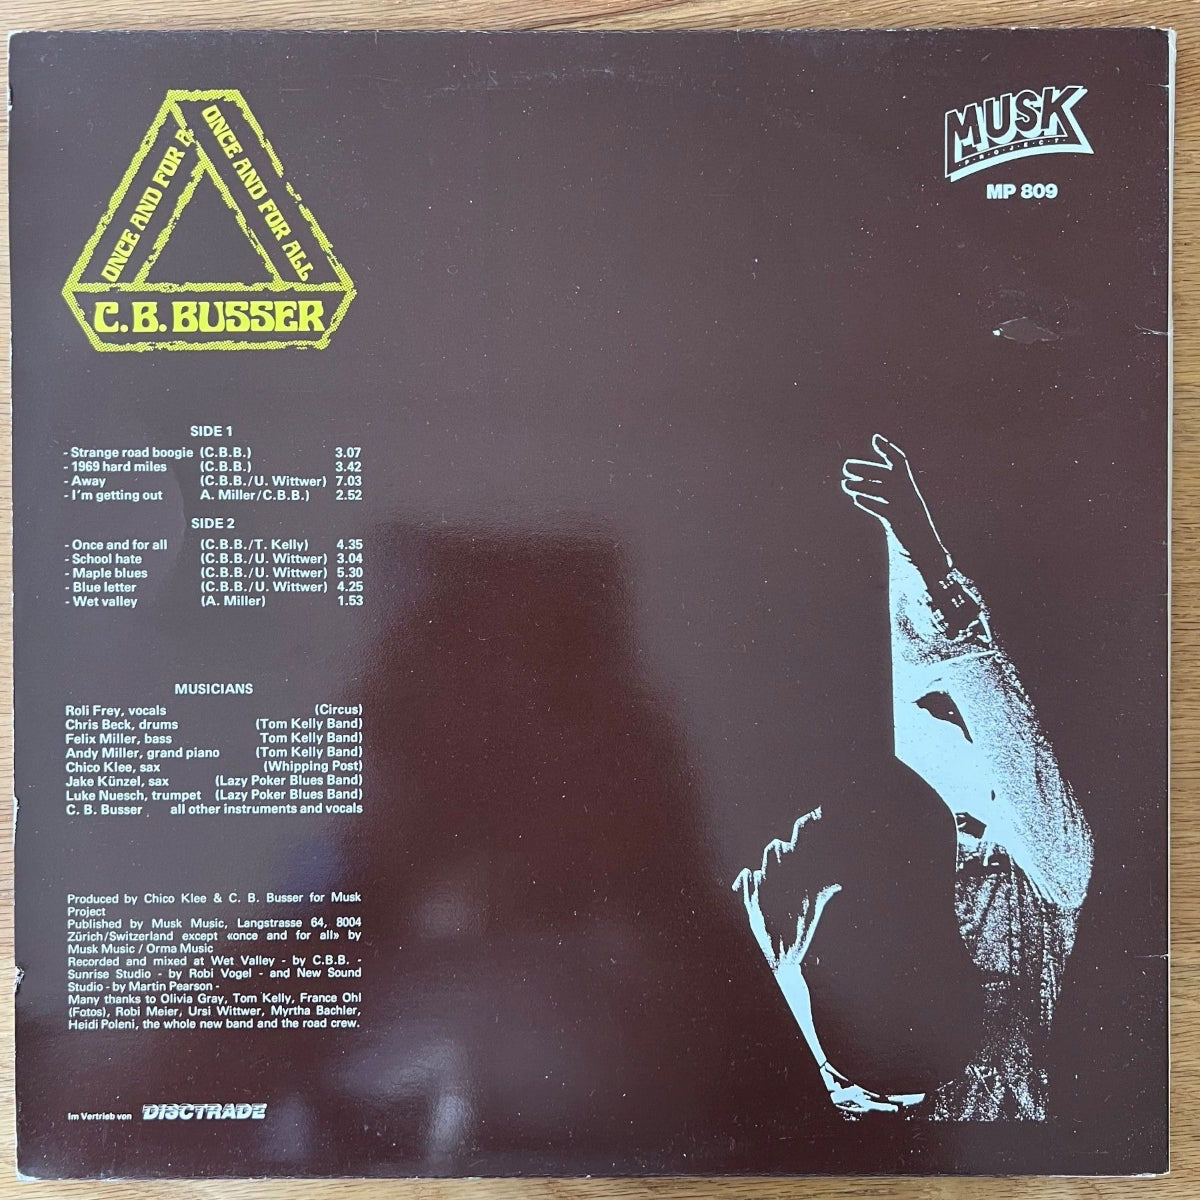 ONCE AND FOR A
ONCE AND FOR ALL
C.B. BUSSER
MUSK
PROJECT
MP 809
SIDE 1
- Strange road boogie (C.B.B.) 3.07
- 1969 hard miles (C.B.B.) 3.42
- Away (C.B.B./U. Wittwer) 7.03
- I'm getting out A. Miller/C.B.B.) 2.52
SIDE 2
- Once and for all (C.B.B./T. Kelly) 4.35
- School hate (C.B.B./U. Wittwer) 3.04
- Maple blues (C.B.B./U. Wittwer) 5.30
- Blue letter (C.B.B./U. Wittwer) 4.25
- Wet valley (A. Miller) 1.53
MUSICIANS
Roli Frey, vocals (Circus)
Chris Beck, drums (Tom Kelly Band)
Felix Miller, bass Tom Kelly Band)
Andy Miller, grand piano (Tom Kelly Band)
Chico Klee, sax (Whipping Post)
Jake Künzel, sax (Lazy Poker Blues Band)
Luke Nuesch, trumpet (Lazy Poker Blues Band)
C. B. Busser all other instruments and vocals
Produced by Chico Klee & C. B. Busser for Musk
Project
Published by Musk Music, Langstrasse 64, 8004
Zürich/Switzerland except «once and for all» by
Musk Music / Orma Music
Recorded and mixed at Wet Valley - by C.B.B. -
Sunrise Studio - by Robi Vogel - and New Sound
Studio - by Martin Pearson -
Many thanks to Olivia Gray, Tom Kelly, France Ohl
(Fotos), Robi Meier, Ursi Wittwer, Myrtha Bachler,
Heidi Poleni, the whole new band and the road crew.
Im Vertrieb von DISCTRADE